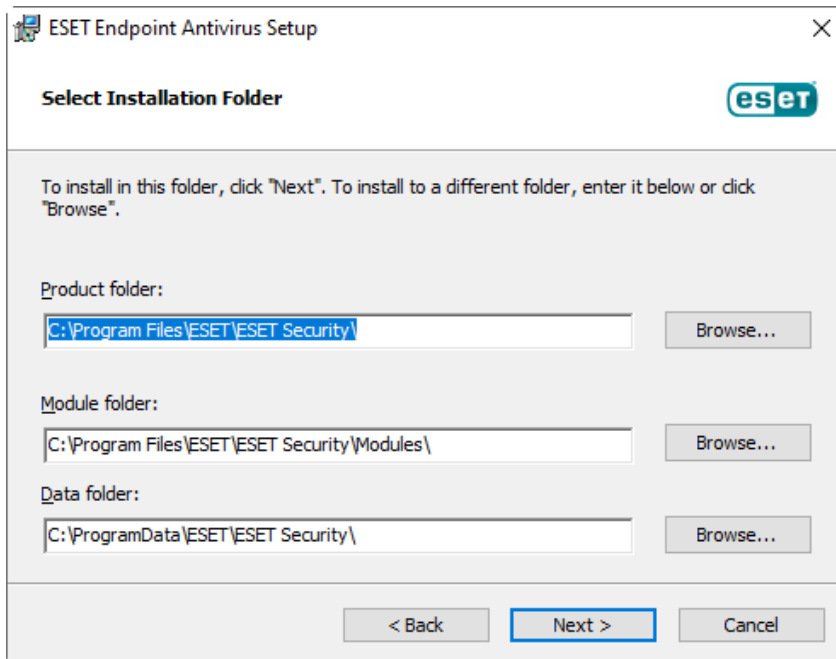 ESET Endpoint Antivirus Setup
Select Installation Folder
eseT
To install in this folder, click "Next". To install to a different folder, enter it below or click
"Browse".
Product folder:
C:\Program Files\ESET\ESET Security\
Browse...
Module folder:
C:\Program Files\ESET\ESET Security\Modules\
Browse...
Data folder:
C:\ProgramData\ESET\ESET Security\
Browse...
< Back
Next >
Cancel